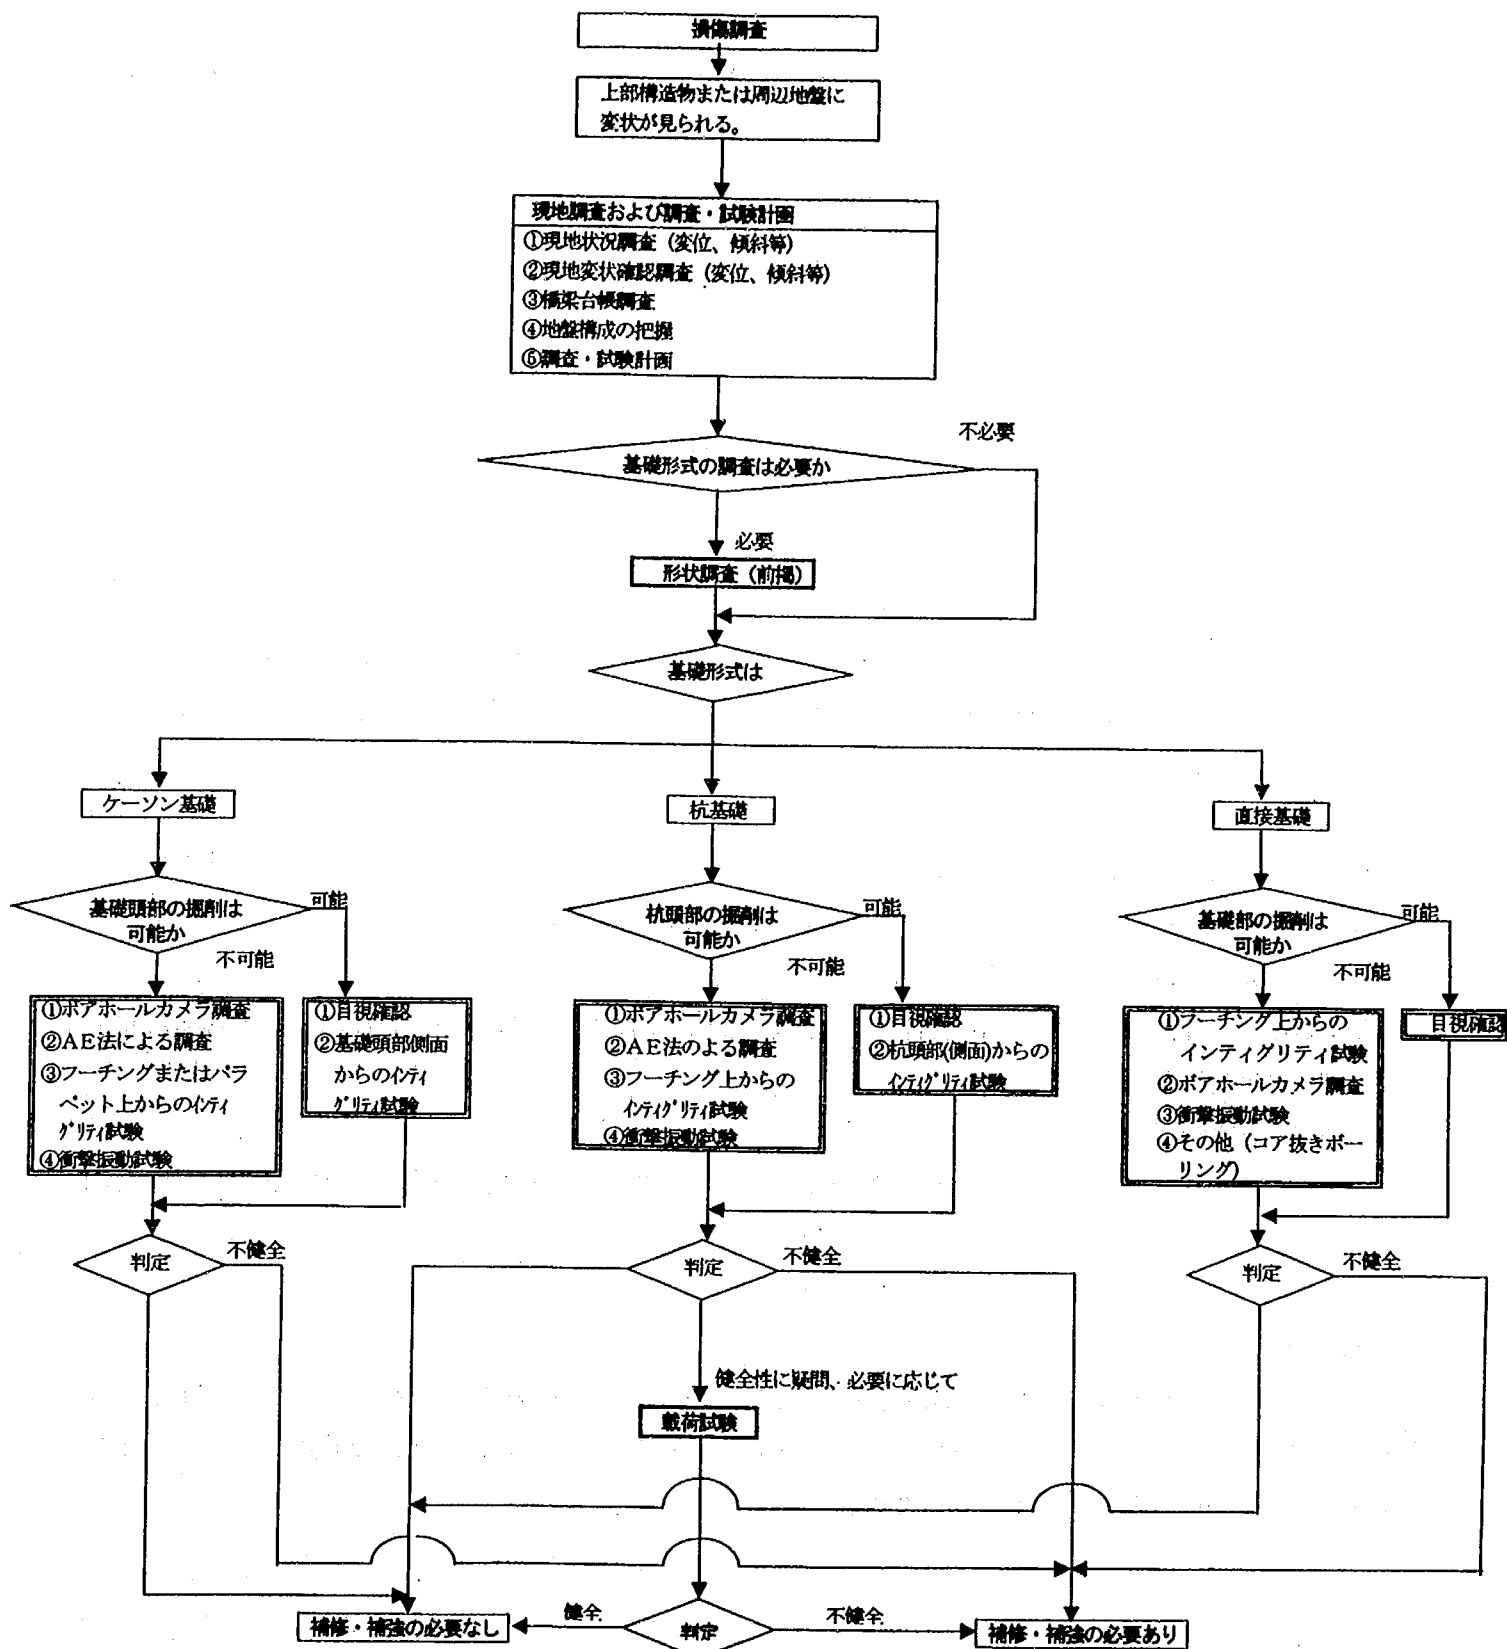 損傷調査
上部構造物または周辺地盤に
変状が見られる。
現地調査および調査・試験計画
①現地状況調査（変位、傾斜等）
②現地変状確認調査（変位、傾斜等）
③橋梁台帳調査
④地盤構成の把握
⑤調査・試験計画
不必要
基礎形式の調査は必要か
必要
形状調査（前掲）
基礎形式は
ケーソン基礎
杭基礎
直接基礎
基礎頭部の掘削は
可能か
可能
不可能
杭頭部の掘削は
可能か
可能
不可能
基礎部の掘削は
可能か
可能
不可能
①ボアホールカメラ調査
②ＡＥ法による調査
③フーチングまたはパラ
ペット上からのｲﾝﾃｨ
ｸﾞﾘﾃｨ試験
④衝撃振動試験
①目視確認
②基礎頭部側面
からのｲﾝﾃｨ
ｸﾞﾘﾃｨ試験
①ボアホールカメラ調査
②ＡＥ法のよる調査
③フーチング上からの
ｲﾝﾃｨｸﾞﾘﾃｨ試験
④衝撃振動試験
①目視確認
②杭頭部(側面)からの
ｲﾝﾃｨｸﾞﾘﾃｨ試験
①フーチング上からの
インティグリティ試験
②ボアホールカメラ調査
③衝撃振動試験
④その他（コア抜きボー
リング）
目視確認
判定
不健全
判定
不健全
判定
不健全
健全性に疑問、必要に応じて
載荷試験
補修・補強の必要なし
健全
判定
不健全
補修・補強の必要あり